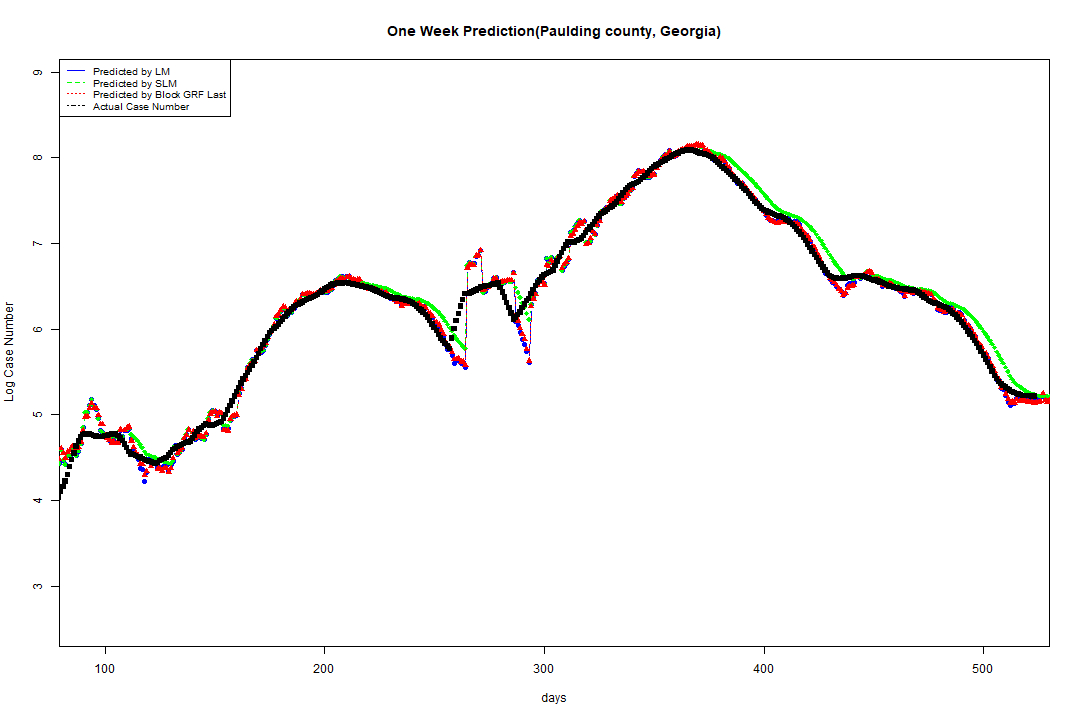 One Week Prediction(Paulding county, Georgia)
Predicted by LM
Predicted by SLM
Predicted by Block GRF Last
Actual Case Number
9
8
7
6
5
4
3
Log Case Number
100 200 300 400 500
days